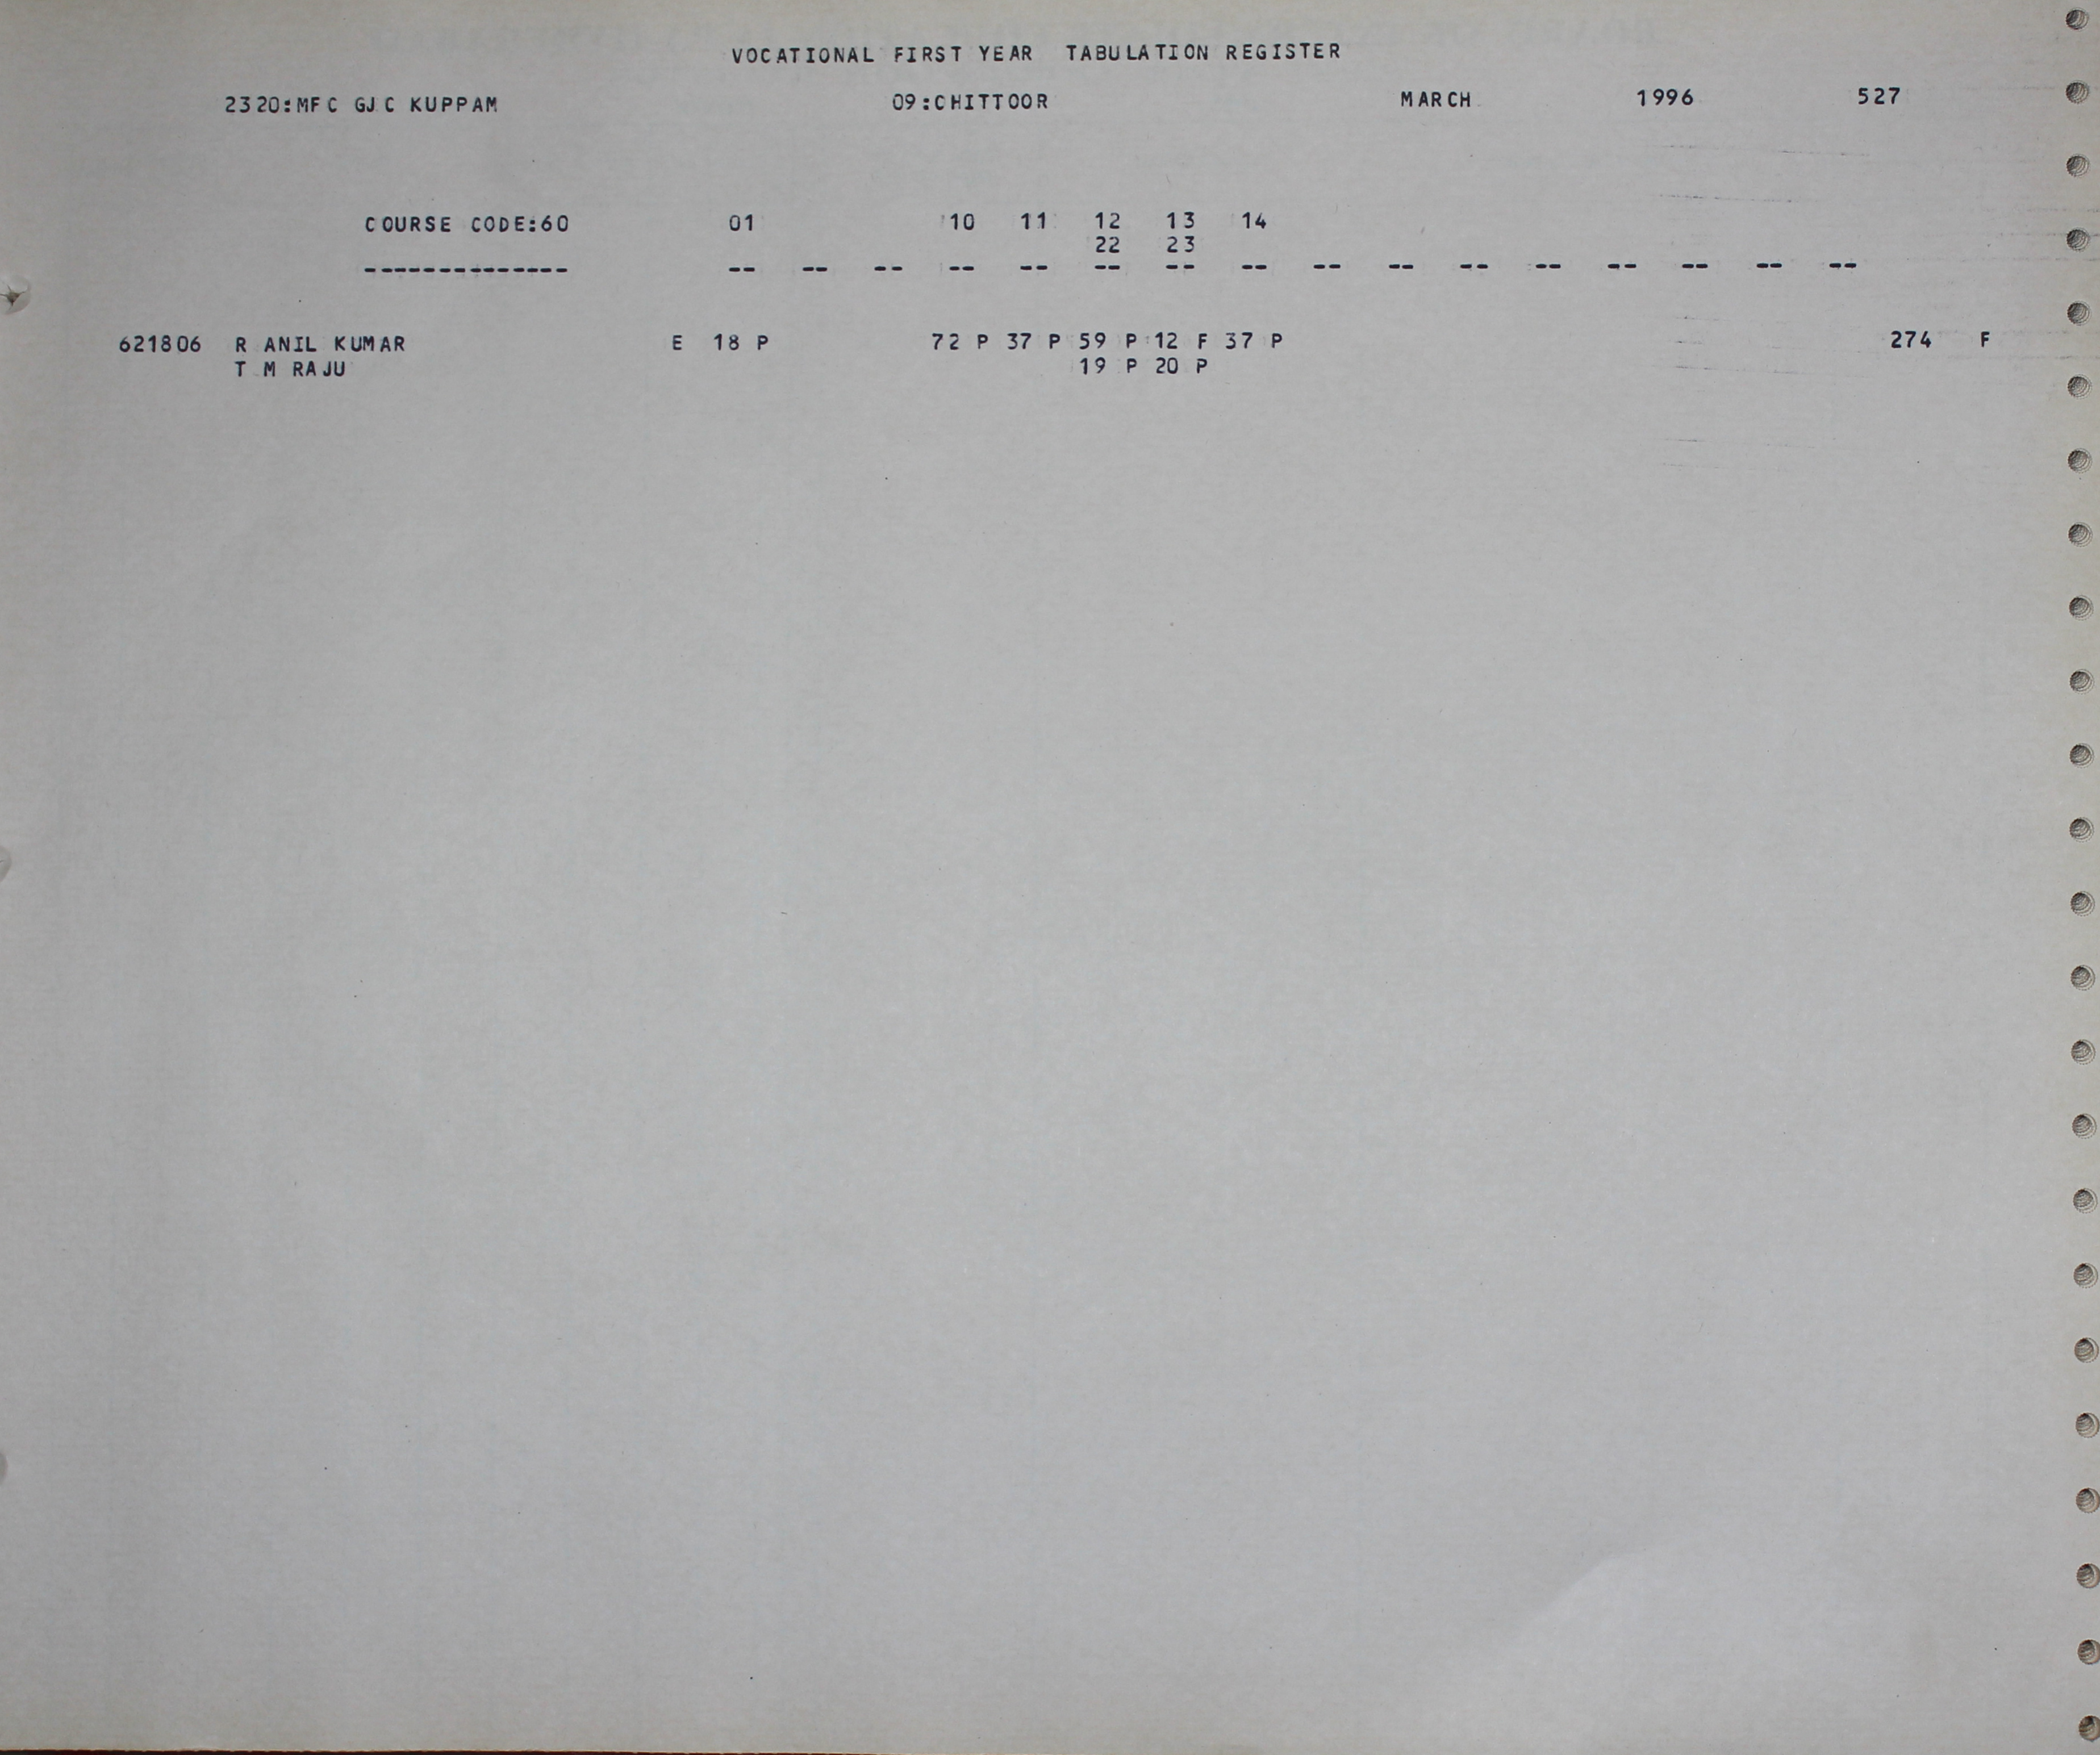 VOCATIONAL FIRST YEAR TABULATION REGISTER
2320:MFC GJC KUPPAM 09:CHITTOOR MARCH 1996 527
COURSE CODE:60 01 10 11 12 13 14
22 23
-------------- -- -- -- -- -- -- -- -- -- -- -- -- -- -- -- --
621806 R ANIL KUMAR E 18 P 72 P 37 P 59 P 12 F 37 P 274 F
T M RAJU 19 P 20 P